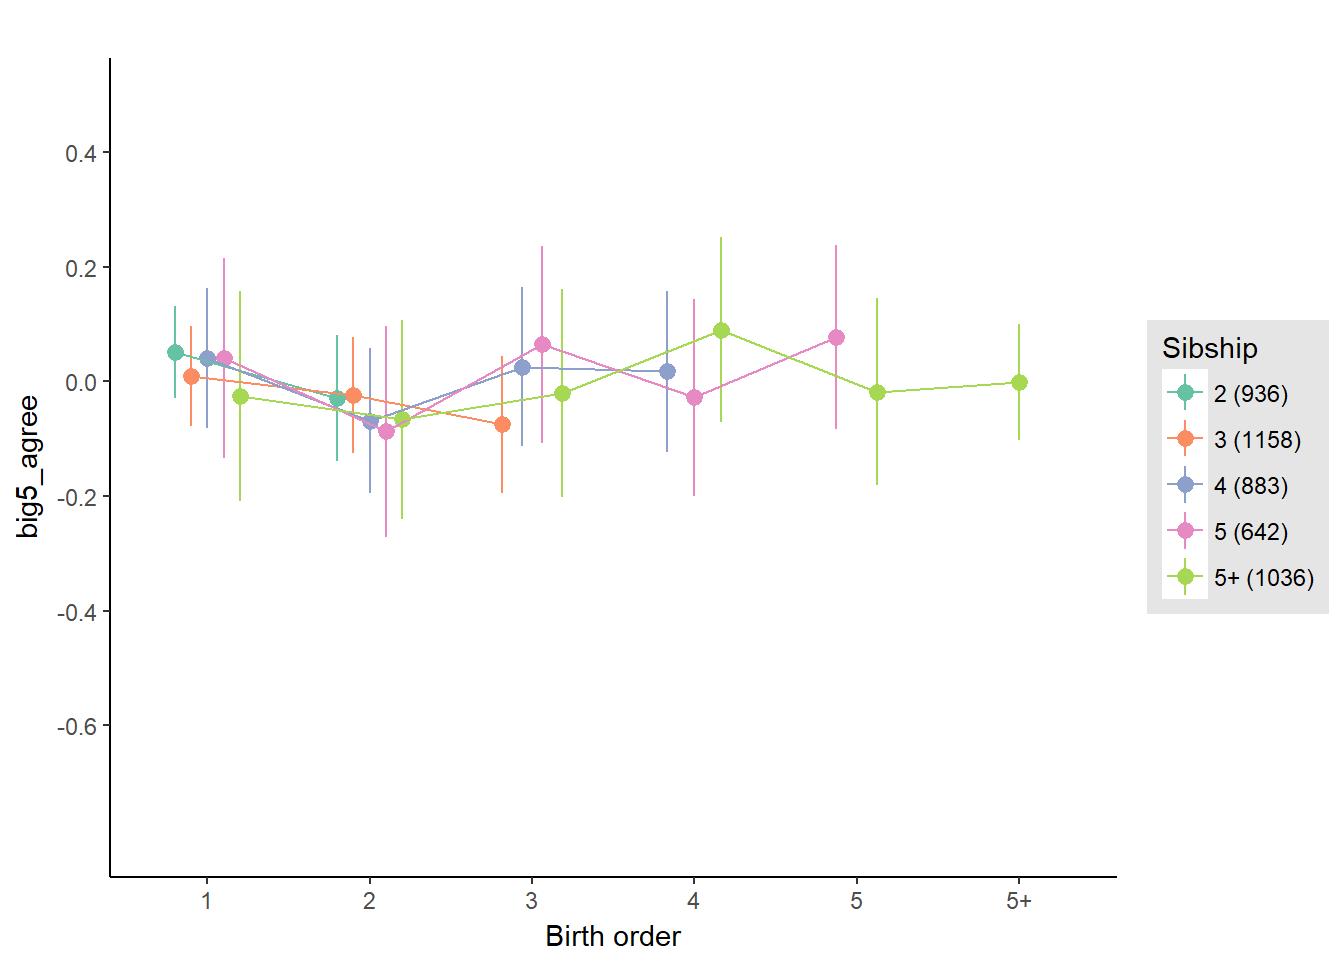 0.4
0.2
0.0
-0.2
-0.4
-0.6
big5_agree
1 2 3 4 5 5+
Birth order
Sibship
2 (936)
3 (1158)
4 (883)
5 (642)
5+ (1036)